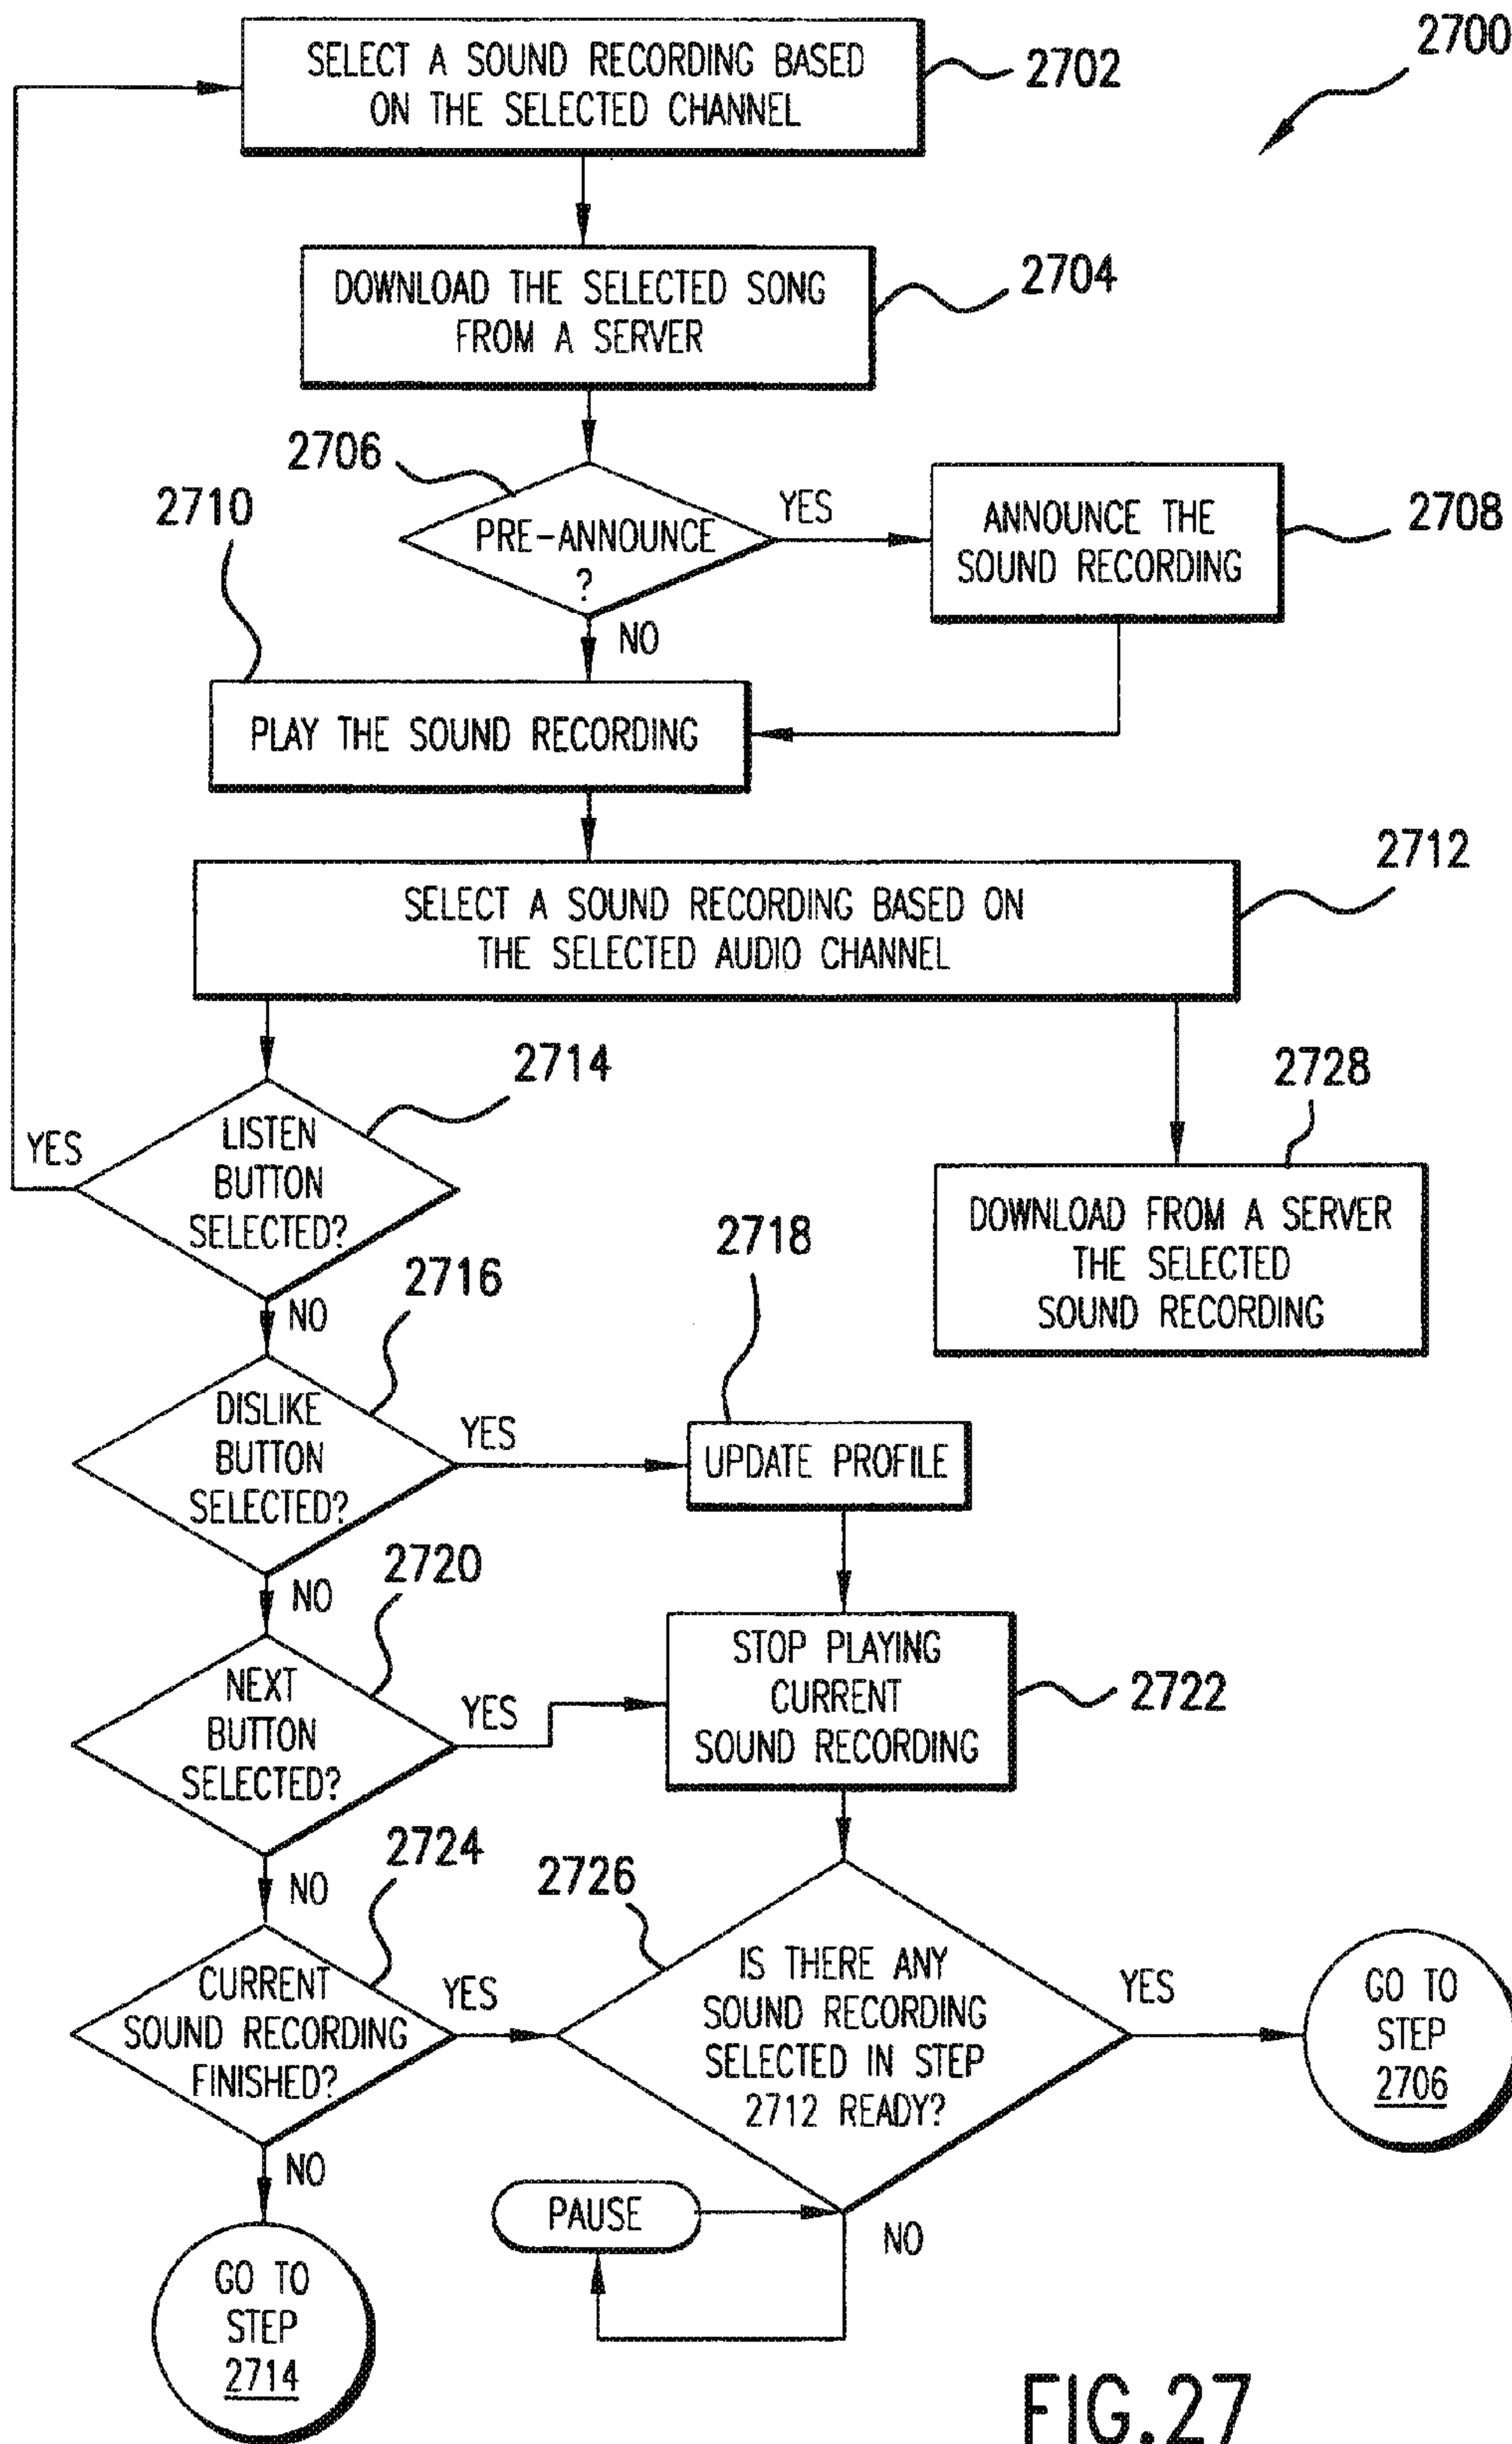 2700
SELECT A SOUND RECORDING BASED
ON THE SELECTED CHANNEL
2702
DOWNLOAD THE SELECTED SONG
FROM A SERVER
2704
2706
PRE-ANNOUNCE
?
YES
NO
ANNOUNCE THE
SOUND RECORDING
2708
2710
PLAY THE SOUND RECORDING
2712
SELECT A SOUND RECORDING BASED ON
THE SELECTED AUDIO CHANNEL
2714
YES
LISTEN
BUTTON
SELECTED?
NO
2728
DOWNLOAD FROM A SERVER
THE SELECTED
SOUND RECORDING
2716
DISLIKE
BUTTON
SELECTED?
YES
NO
2718
UPDATE PROFILE
2720
NEXT
BUTTON
SELECTED?
YES
NO
STOP PLAYING
CURRENT
SOUND RECORDING
2722
2724
CURRENT
SOUND RECORDING
FINISHED?
YES
NO
2726
IS THERE ANY
SOUND RECORDING
SELECTED IN STEP
2712 READY?
YES
NO
GO TO
STEP
2706
PAUSE
GO TO
STEP
2714
FIG.27